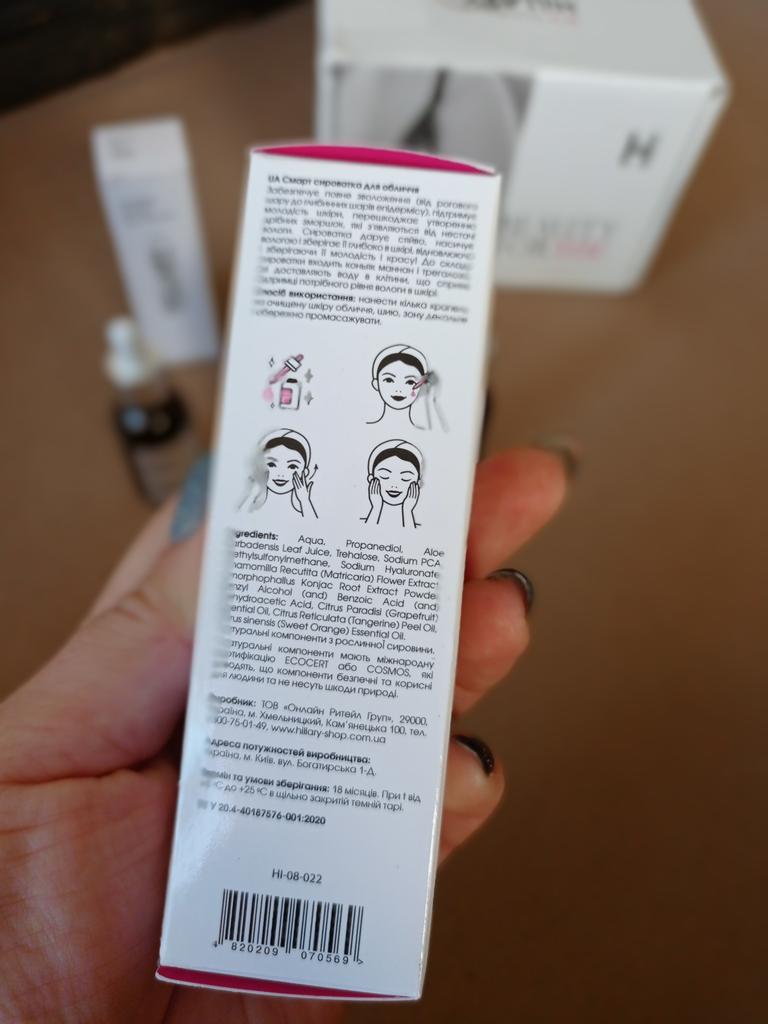 UA Смарт сироватка для обличчя
Забезпечує повне зволоження (від рогового
шару до глибинних шарів епідермісу), підтримує
молодість шкіри, перешкоджає утворенню
дрібних зморшок, які з'являються від нестачі
вологи. Сироватка дарує сяйво, насичує
вологою і зберігає її глибоко в шкірі, відновлюючи
і зберігаючи її молодість і красу! До складу
сироватки входить коньяк маннан і трегалоза,
які доставляють воду в клітини, що сприяє
підтримці потрібного рівня вологи в шкірі.
Спосіб використання: нанести кілька крапель
на очищену шкіру обличчя, шию, зону декольте
і обережно промасажувати.
Ingredients: Aqua, Propanediol, Aloe
Barbadensis Leaf Juice, Trehalose, Sodium PCA,
Methylsulfonylmethane, Sodium Hyaluronate,
Chamomilla Recutita (Matricaria) Flower Extract,
Amorphophallus Konjac Root Extract Powder,
Benzyl Alcohol (and) Benzoic Acid (and)
Dehydroacetic Acid, Citrus Paradisi (Grapefruit)
Essential Oil, Citrus Reticulata (Tangerine) Peel Oil,
Citrus sinensis (Sweet Orange) Essential Oil.
Натуральні компоненти з рослинної сировини.
Натуральні компоненти мають міжнародну
сертифікацію ECOCERT або COSMOS, які
доводять, що компоненти безпечні та корисні
для людини та не несуть шкоди природі.
Виробник: ТОВ «Онлайн Ритейл Груп», 29000,
Україна, м. Хмельницький, Кам'янецька 100, тел.
0-800-75-01-49, www.hillary-shop.com.ua
Адреса потужностей виробництва:
Україна, м. Київ, вул. Богатирська 1-Д.
Термін та умови зберігання: 18 місяців. При t від
+5 °C до +25 °C в щільно закритій темній тарі.
ТУ У 20.4-40187576-001:2020
HI-08-022
4 820209 070569 >
H
BEAUTY